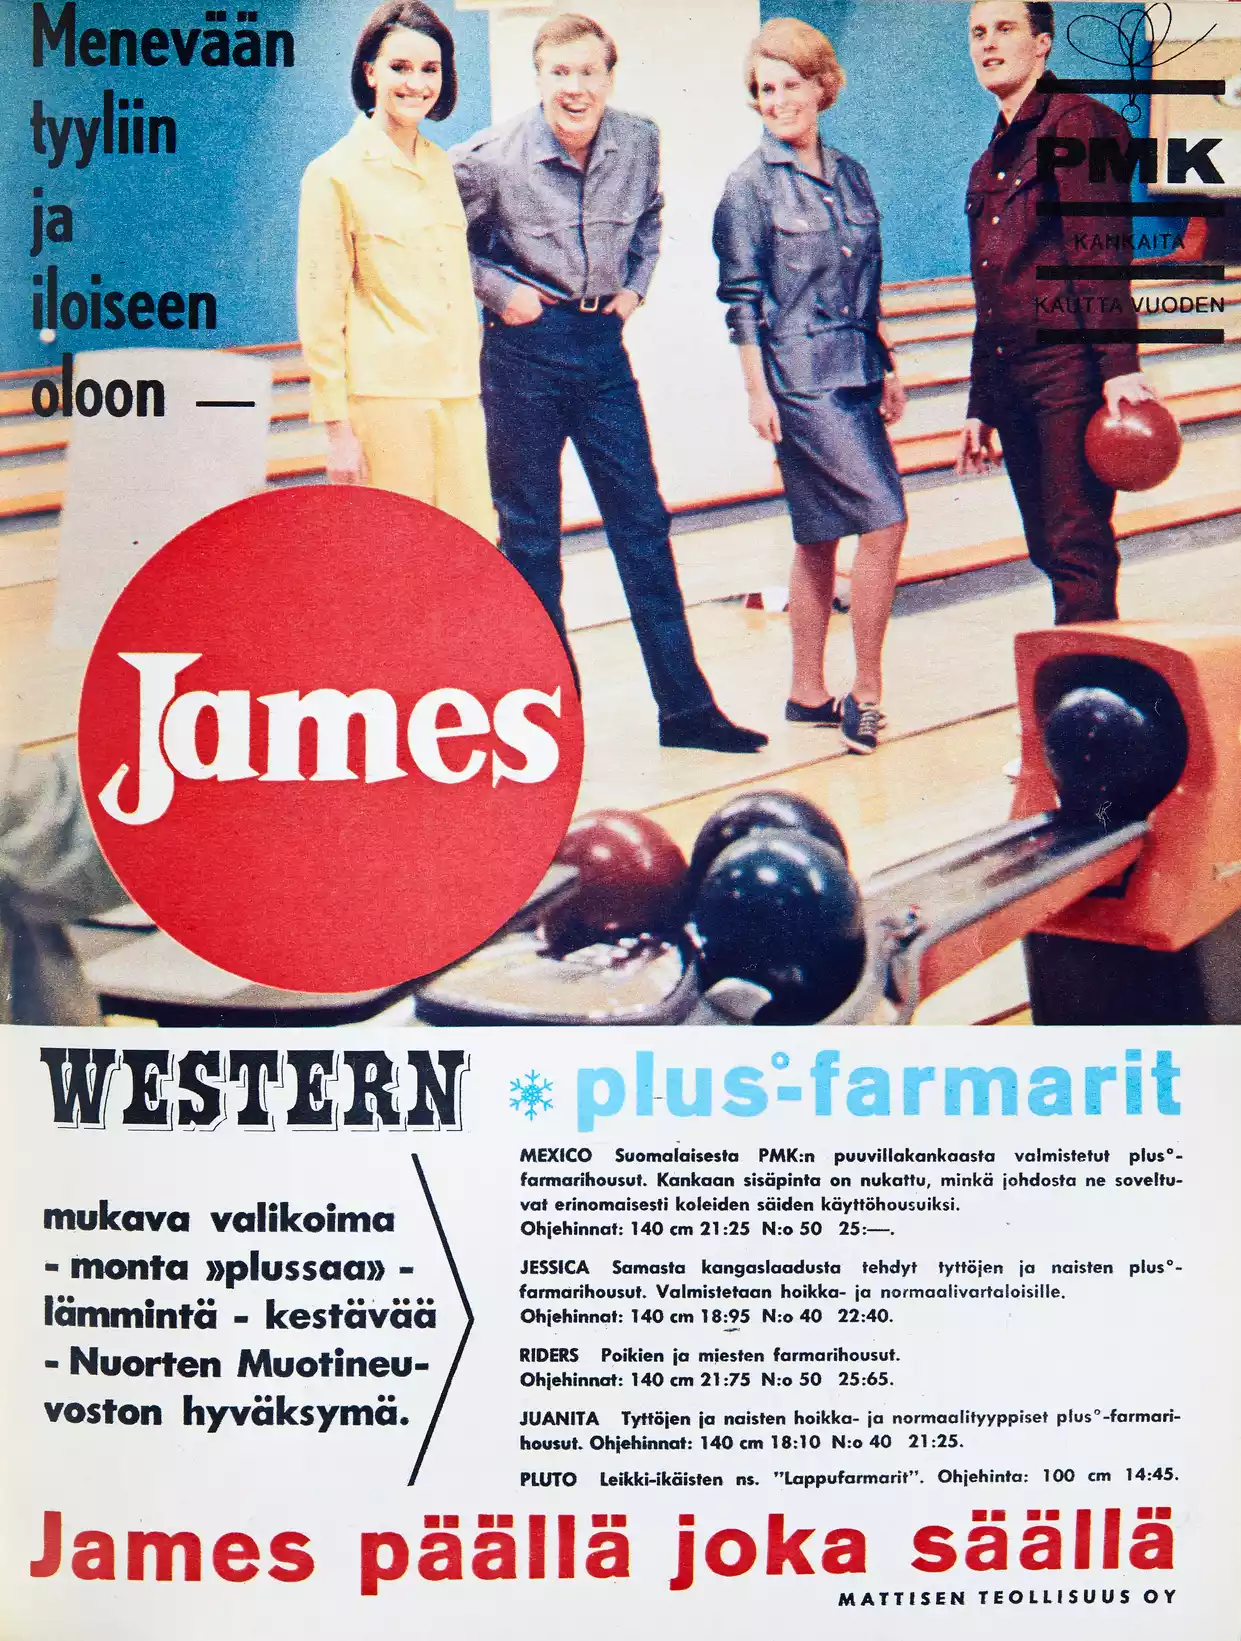 Menevään
tyyliin
ja
iloiseen
oloon —
PMK
KANKAITA
KAUTTA VUODEN
James
WESTERN
mukava valikoima
- monta »plussaa» -
lämmintä - kestävää
- Nuorten Muotineu-
voston hyväksymä.
plus°-farmarit
MEXICO Suomalaisesta PMK:n puuvillakankaasta valmistetut plus°-
farmarihousut. Kankaan sisäpinta on nukattu, minkä johdosta ne soveltu-
vat erinomaisesti koleiden säiden käyttöhousuiksi.
Ohjehinnat: 140 cm 21:25 N:o 50 25:—.
JESSICA Samasta kangaslaadusta tehdyt tyttöjen ja naisten plus°-
farmarihousut. Valmistetaan hoikka- ja normaalivartaloisille.
Ohjehinnat: 140 cm 18:95 N:o 40 22:40.
RIDERS Poikien ja miesten farmarihousut.
Ohjehinnat: 140 cm 21:75 N:o 50 25:65.
JUANITA Tyttöjen ja naisten hoikka- ja normaalityyppiset plus°-farmari-
housut. Ohjehinnat: 140 cm 18:10 N:o 40 21:25.
PLUTO Leikki-ikäisten ns. "Lappufarmarit". Ohjehinta: 100 cm 14:45.
James päällä joka säällä
MATTISEN TEOLLISUUS OY